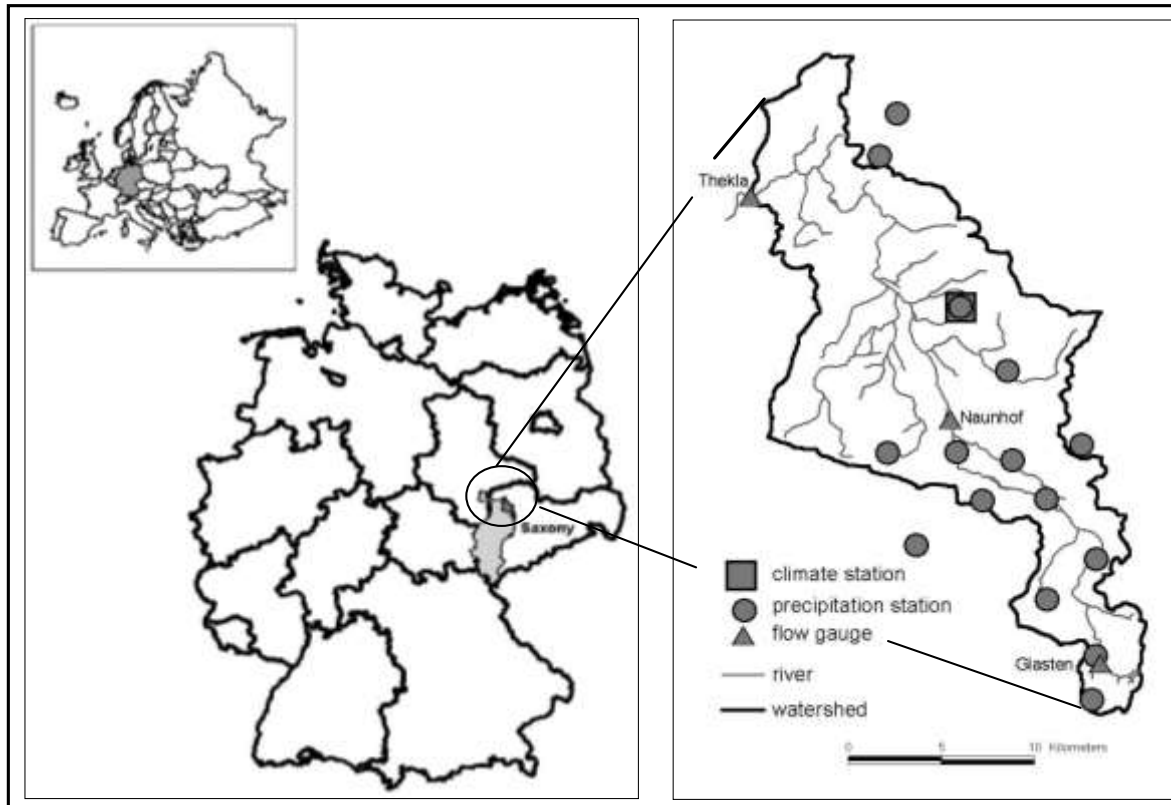 Saxony
Thekla
Naunhof
climate station
precipitation station
flow gauge
Glasten
river
watershed
0 5 10 Kilometers